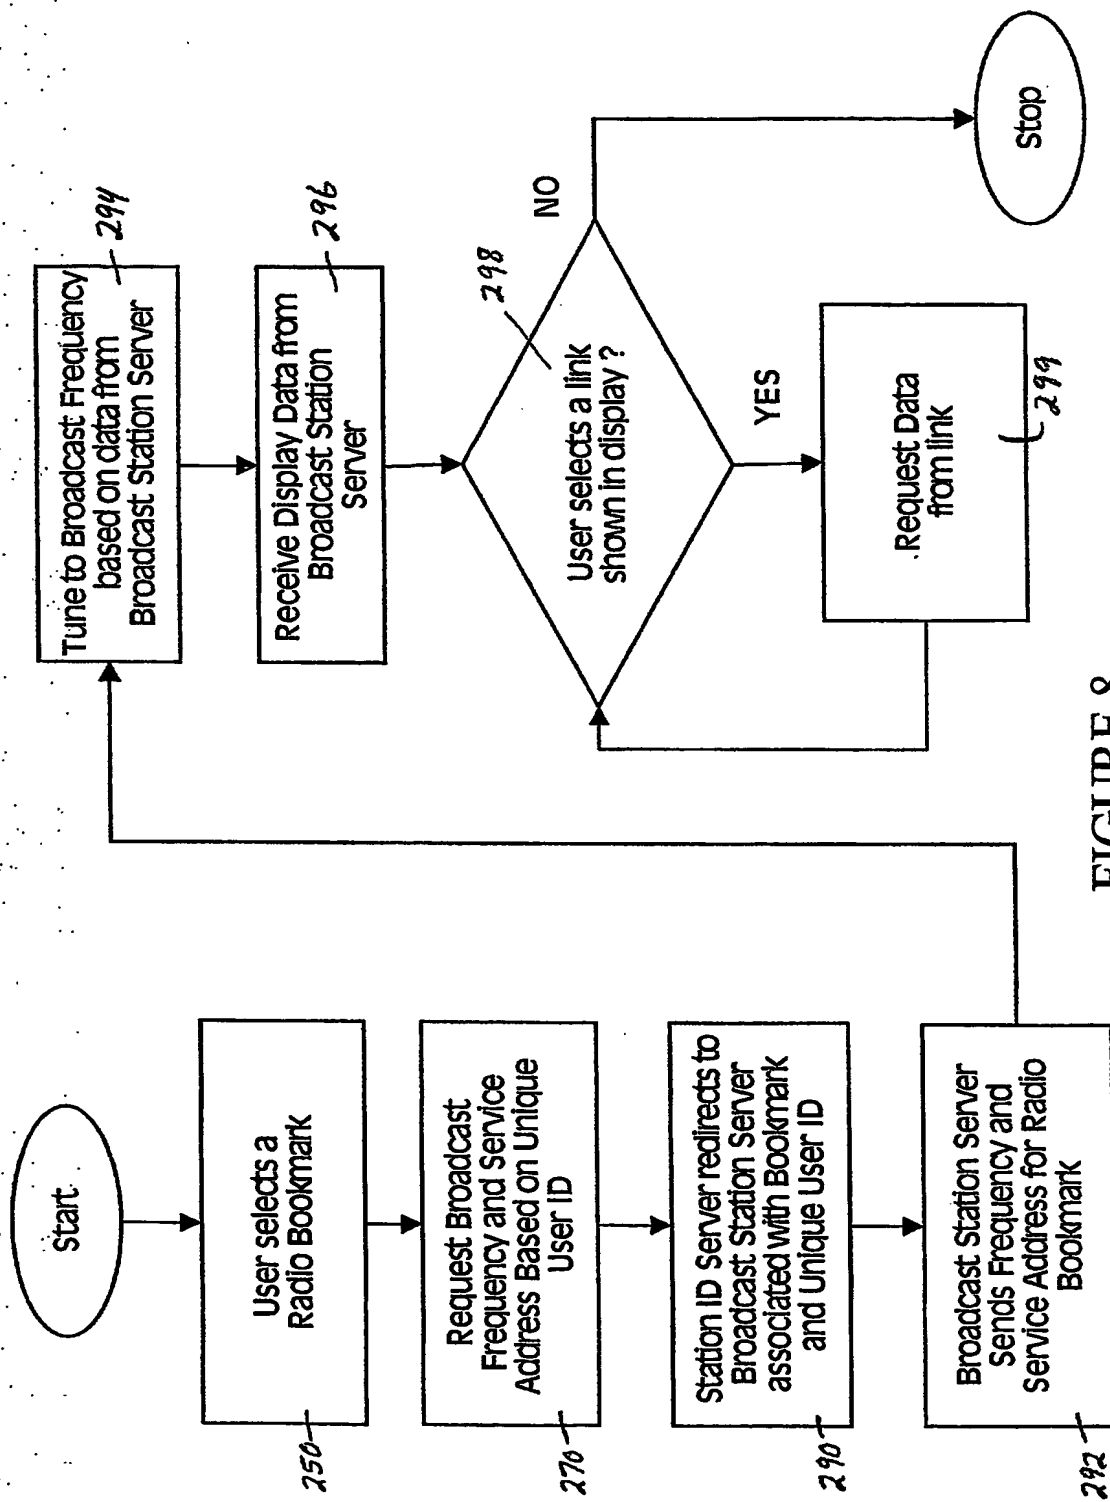 Start
User selects a
Radio Bookmark
250
Request Broadcast
Frequency and Service
Address Based on Unique
User ID
270
Station ID Server redirects to
Broadcast Station Server
associated with Bookmark
and Unique User ID
290
Broadcast Station Server
Sends Frequency and
Service Address for Radio
Bookmark
292
Tune to Broadcast Frequency
based on data from
Broadcast Station Server
294
Receive Display Data from
Broadcast Station
Server
296
User selects a link
shown in display ?
298
NO
YES
Request Data
from link
299
Stop
FIGURE 8